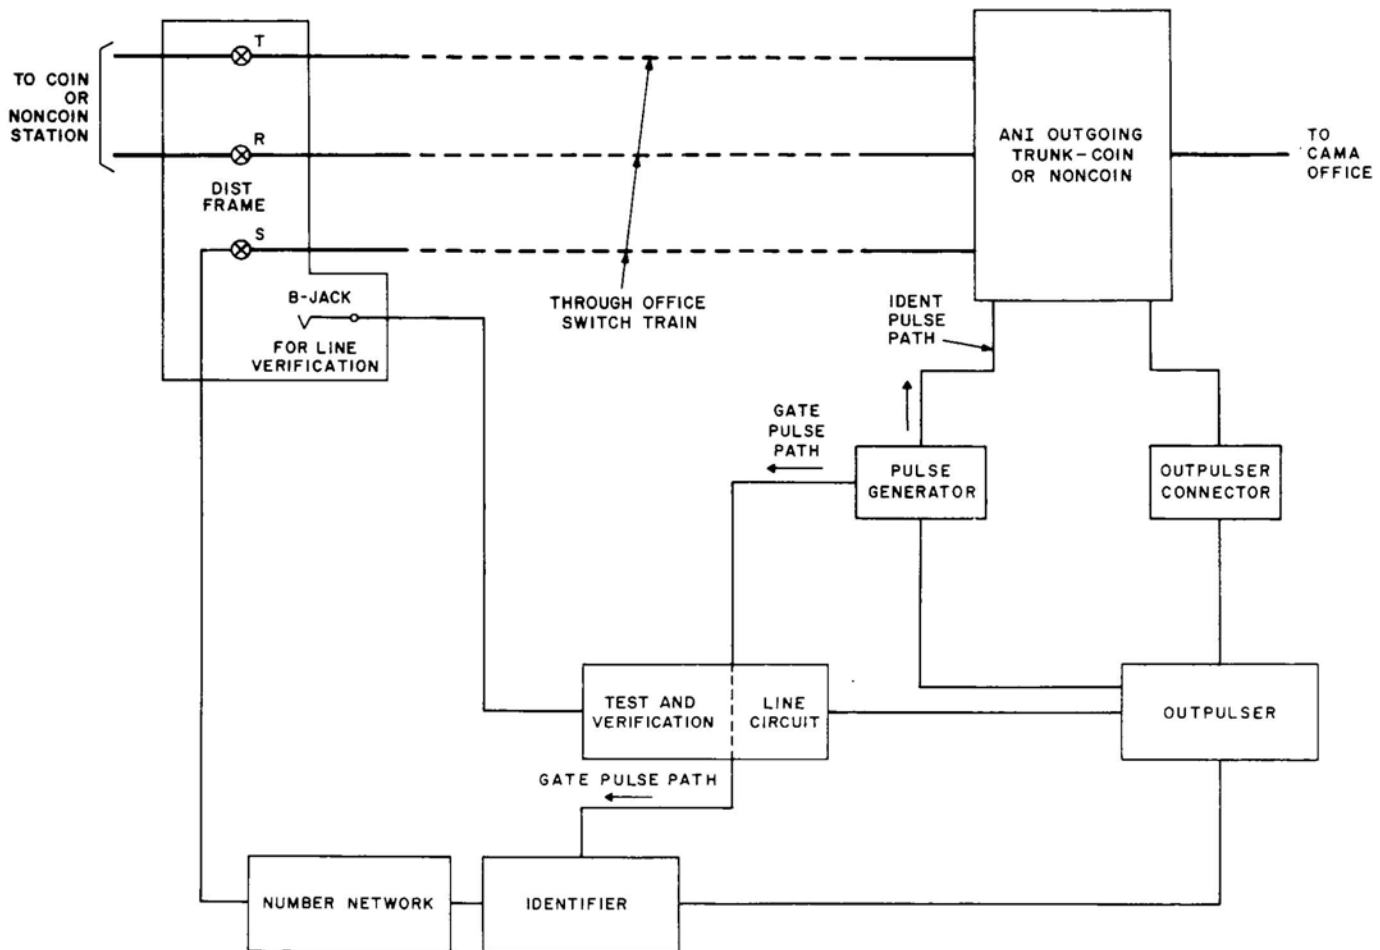 T
TO COIN
OR
NONCOIN
STATION
R
DIST
FRAME
S
B-JACK
FOR LINE
VERIFICATION
THROUGH OFFICE
SWITCH TRAIN
ANI OUTGOING
TRUNK-COIN
OR NONCOIN
TO
CAMA
OFFICE
IDENT
PULSE
PATH
GATE
PULSE
PATH
PULSE
GENERATOR
OUTPULSER
CONNECTOR
TEST AND
VERIFICATION
LINE
CIRCUIT
OUTPULSER
GATE PULSE PATH
NUMBER NETWORK
IDENTIFIER